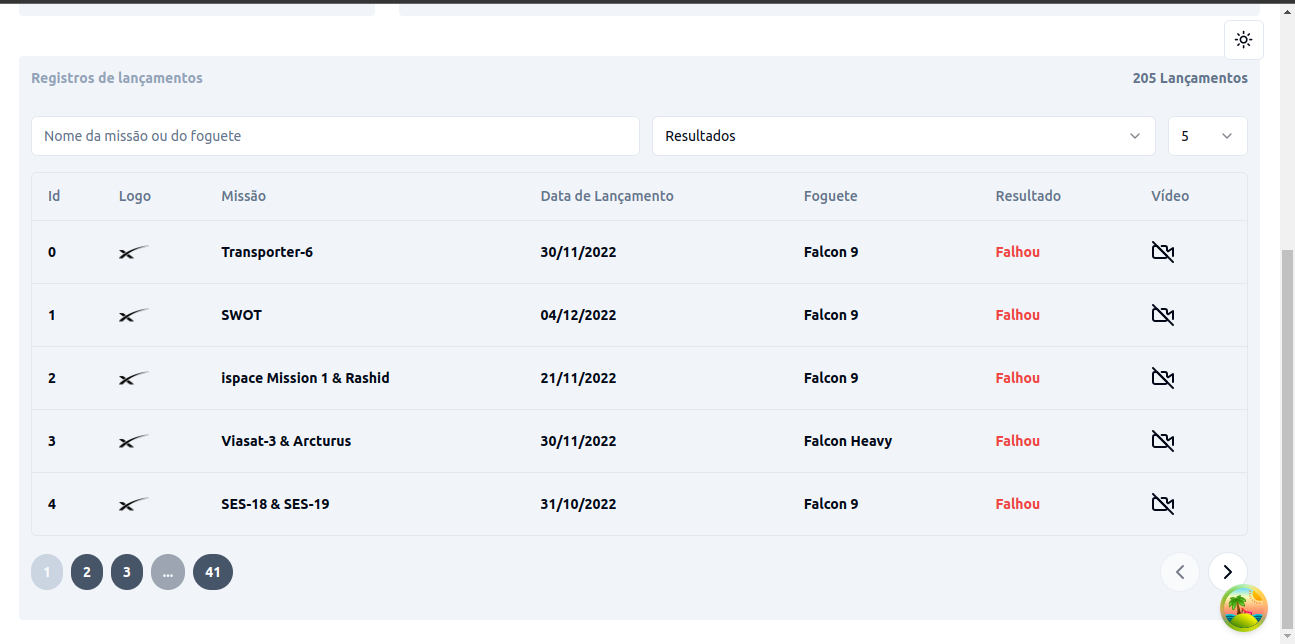 Registros de lançamentos 205 Lançamentos
Nome da missão ou do foguete Resultados 5
Id Logo Missão Data de Lançamento Foguete Resultado Vídeo
0 Transporter-6 30/11/2022 Falcon 9 Falhou
1 SWOT 04/12/2022 Falcon 9 Falhou
2 ispace Mission 1 & Rashid 21/11/2022 Falcon 9 Falhou
3 Viasat-3 & Arcturus 30/11/2022 Falcon Heavy Falhou
4 SES-18 & SES-19 31/10/2022 Falcon 9 Falhou
1 2 3 ... 41